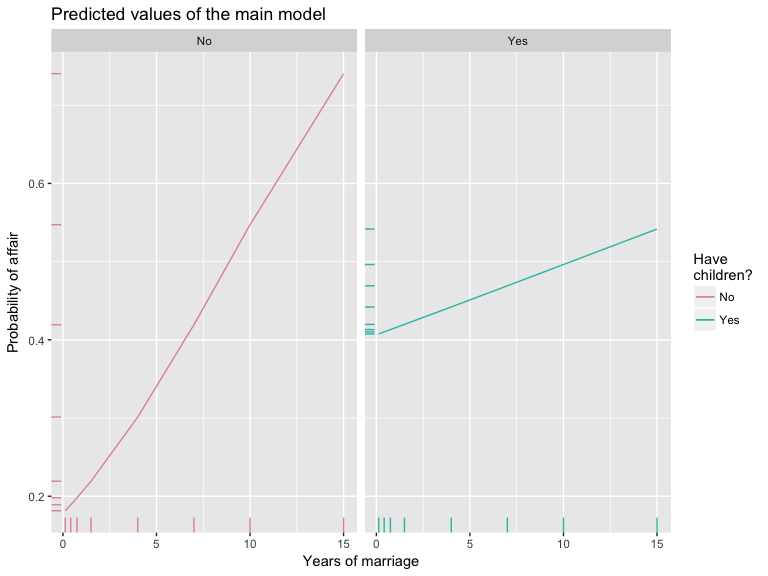 Predicted values of the main model
No
Yes
Probability of affair
0.6
0.4
0.2
0 5 10 15
0 5 10 15
Years of marriage
Have
children?
No
Yes